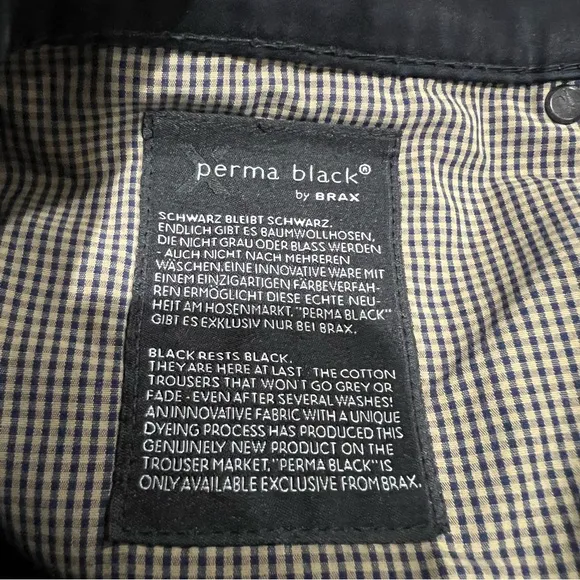 perma black®
by BRAX
SCHWARZ BLEIBT SCHWARZ.
ENDLICH GIBT ES BAUMWOLLHOSEN,
DIE NICHT GRAU ODER BLASS WERDEN
- AUCH NICHT NACH MEHREREN
WÄSCHEN. EINE INNOVATIVE WARE MIT
EINEM EINZIGARTIGEN FÄRBEVERFAH-
REN ERMÖGLICHT DIESE ECHTE NEU-
HEIT AM HOSENMARKT. "PERMA BLACK"
GIBT ES EXKLUSIV NUR BEI BRAX.
BLACK RESTS BLACK.
THEY ARE HERE AT LAST THE COTTON
TROUSERS THAT WON'T GO GREY OR
FADE - EVEN AFTER SEVERAL WASHES!
AN INNOVATIVE FABRIC WITH A UNIQUE
DYEING PROCESS HAS PRODUCED THIS
GENUINELY NEW PRODUCT ON THE
TROUSER MARKET. "PERMA BLACK" IS
ONLY AVAILABLE EXCLUSIVE FROM BRAX.